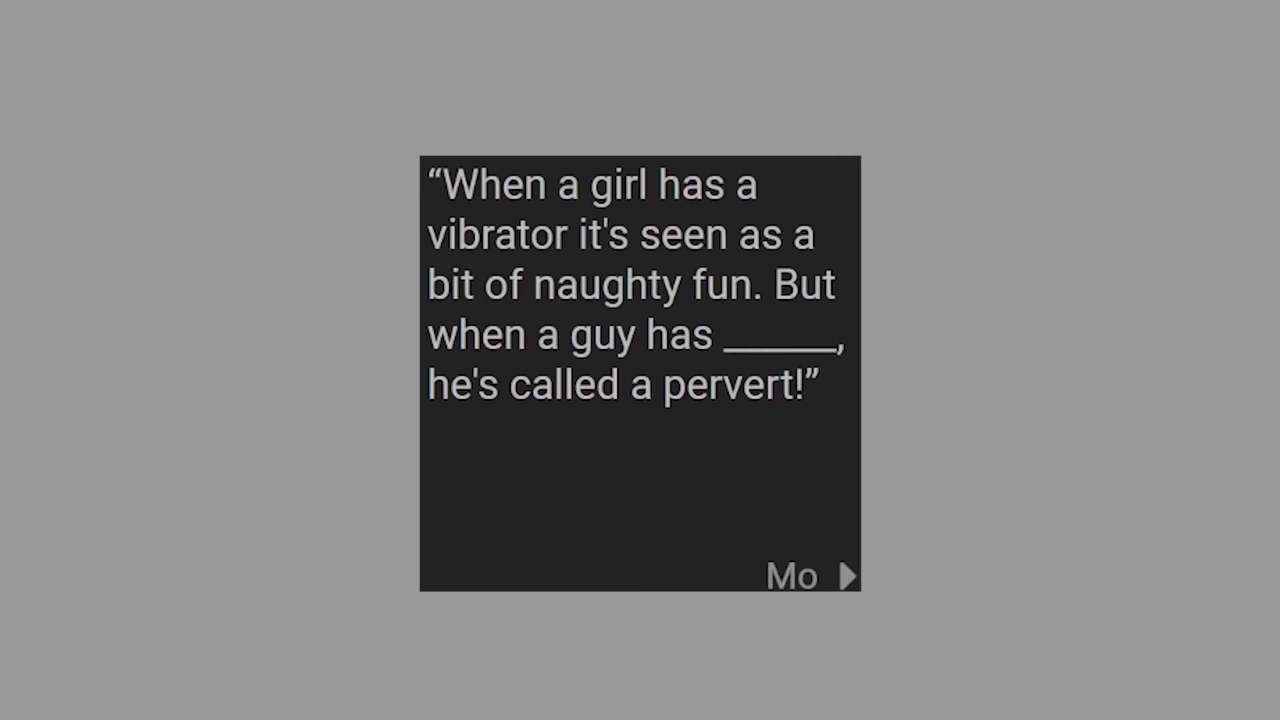 “When a girl has a
vibrator it's seen as a
bit of naughty fun. But
when a guy has ______,
he's called a pervert!”
Mo